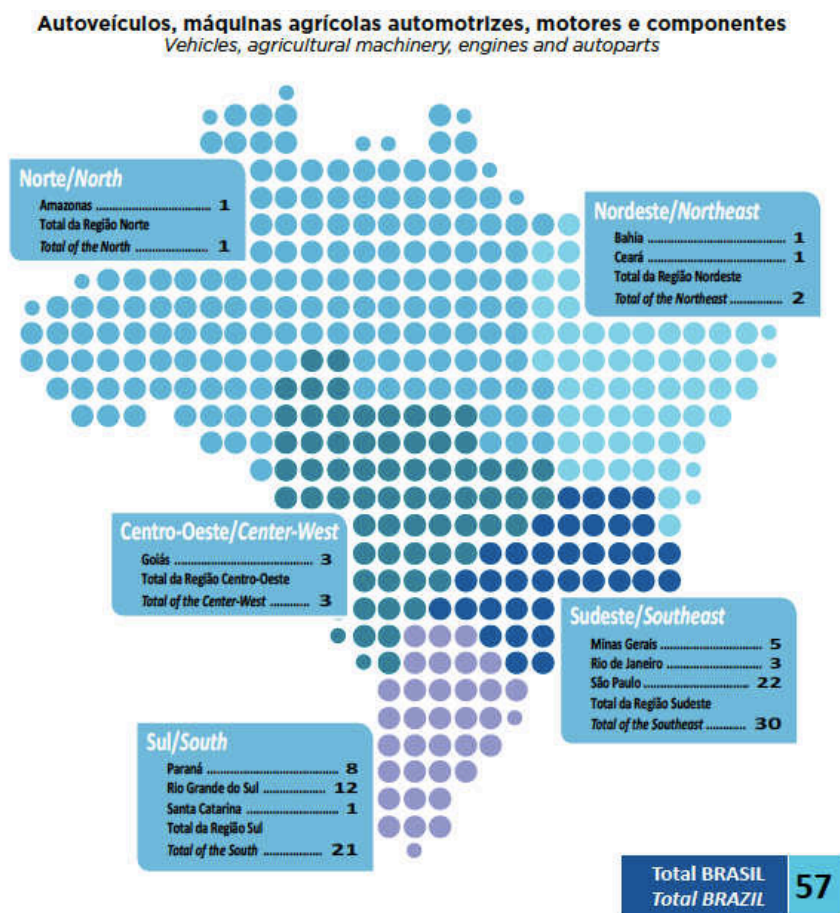 Autoveículos, máquinas agrícolas automotrizes, motores e componentes
Vehicles, agricultural machinery, engines and autoparts
Norte/North
Amazonas ........................................ 1
Total da Região Norte
Total of the North ......................... 1
Nordeste/Northeast
Bahia ................................................ 1
Ceará ................................................ 1
Total da Região Nordeste
Total of the Northeast .................. 2
Centro-Oeste/Center-West
Goiás ................................................ 3
Total da Região Centro-Oeste
Total of the Center-West ............. 3
Sudeste/Southeast
Minas Gerais .................................... 5
Rio de Janeiro .................................. 3
São Paulo ..................................... 22
Total da Região Sudeste
Total of the Southeast .............. 30
Sul/South
Paraná .............................................. 8
Rio Grande do Sul ...................... 12
Santa Catarina ................................ 1
Total da Região Sul
Total of the South .................... 21
Total BRASIL
Total BRAZIL
57